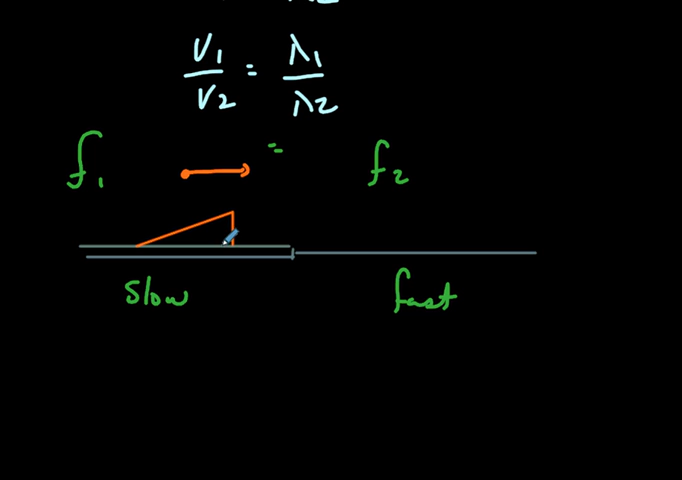 V₁/V₂ = λ₁/λ₂
f₁ = f₂
Slow fast